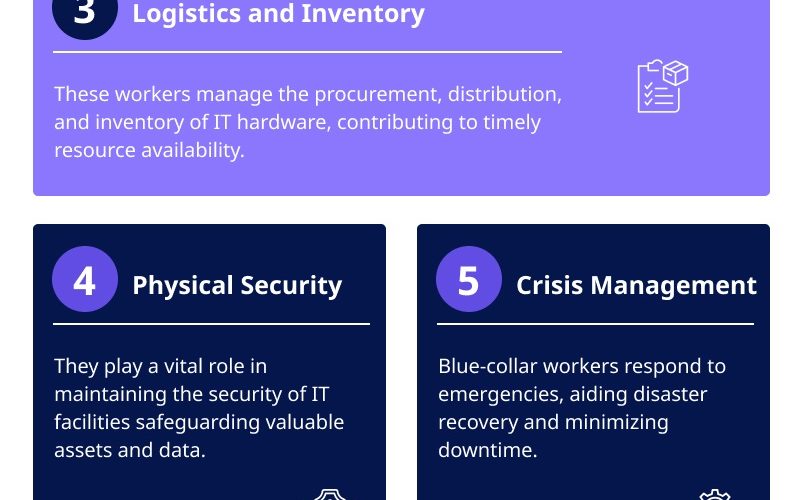 3
Logistics and Inventory
These workers manage the procurement, distribution,
and inventory of IT hardware, contributing to timely
resource availability.
4
Physical Security
They play a vital role in
maintaining the security of IT
facilities safeguarding valuable
assets and data.
5
Crisis Management
Blue-collar workers respond to
emergencies, aiding disaster
recovery and minimizing
downtime.